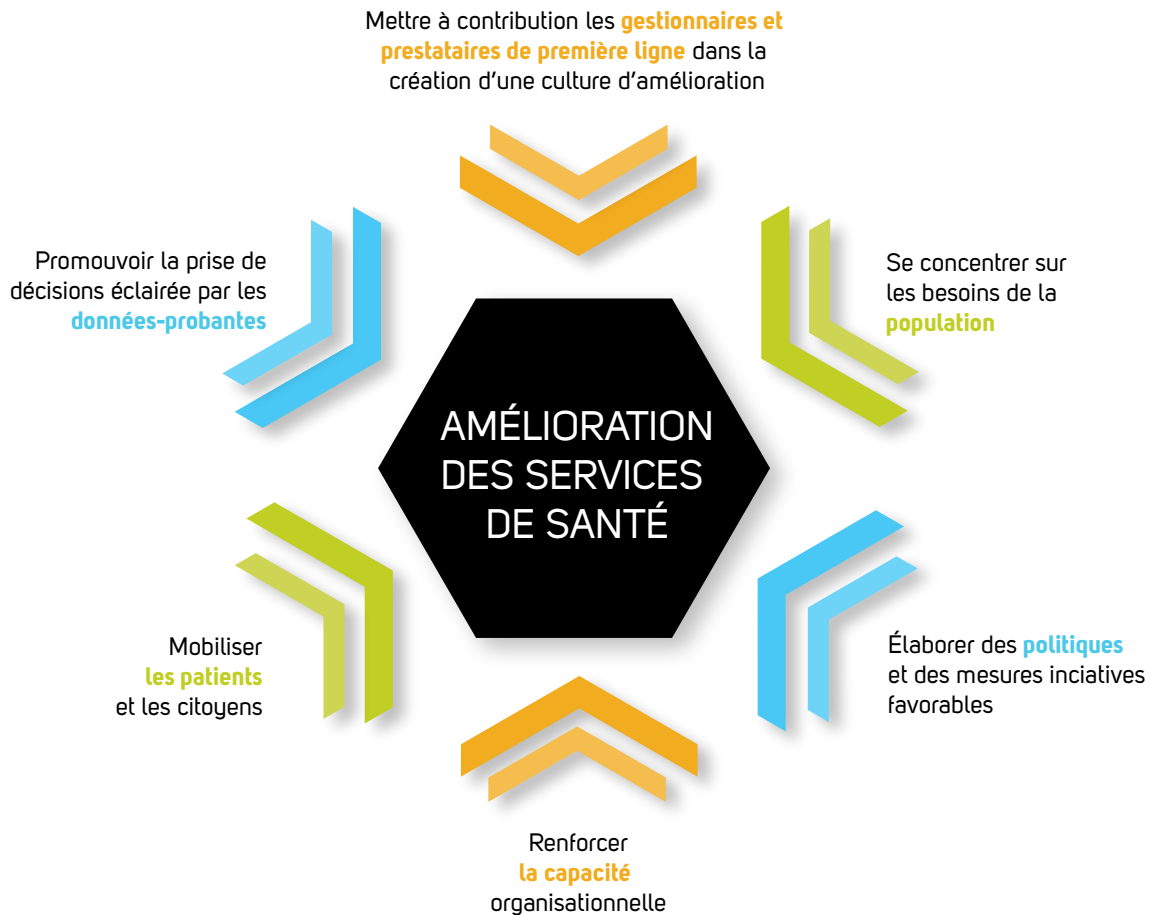 Mettre à contribution les gestionnaires et
prestataires de première ligne dans la
création d'une culture d'amélioration
Promouvoir la prise de
décisions éclairée par les
données-probantes
Se concentrer sur
les besoins de la
population
AMÉLIORATION
DES SERVICES
DE SANTÉ
Mobiliser
les patients
et les citoyens
Élaborer des politiques
et des mesures inciatives
favorables
Renforcer
la capacité
organisationnelle